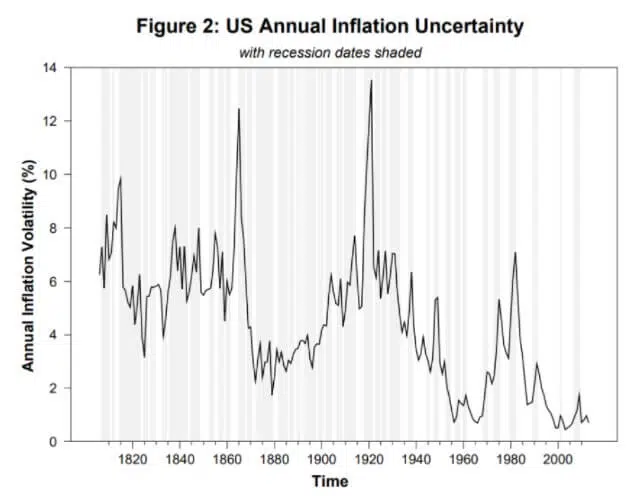 Figure 2: US Annual Inflation Uncertainty
with recession dates shaded
Annual Inflation Volatility (%)
14
12
10
8
6
4
2
0
1820 1840 1860 1880 1900 1920 1940 1960 1980 2000
Time